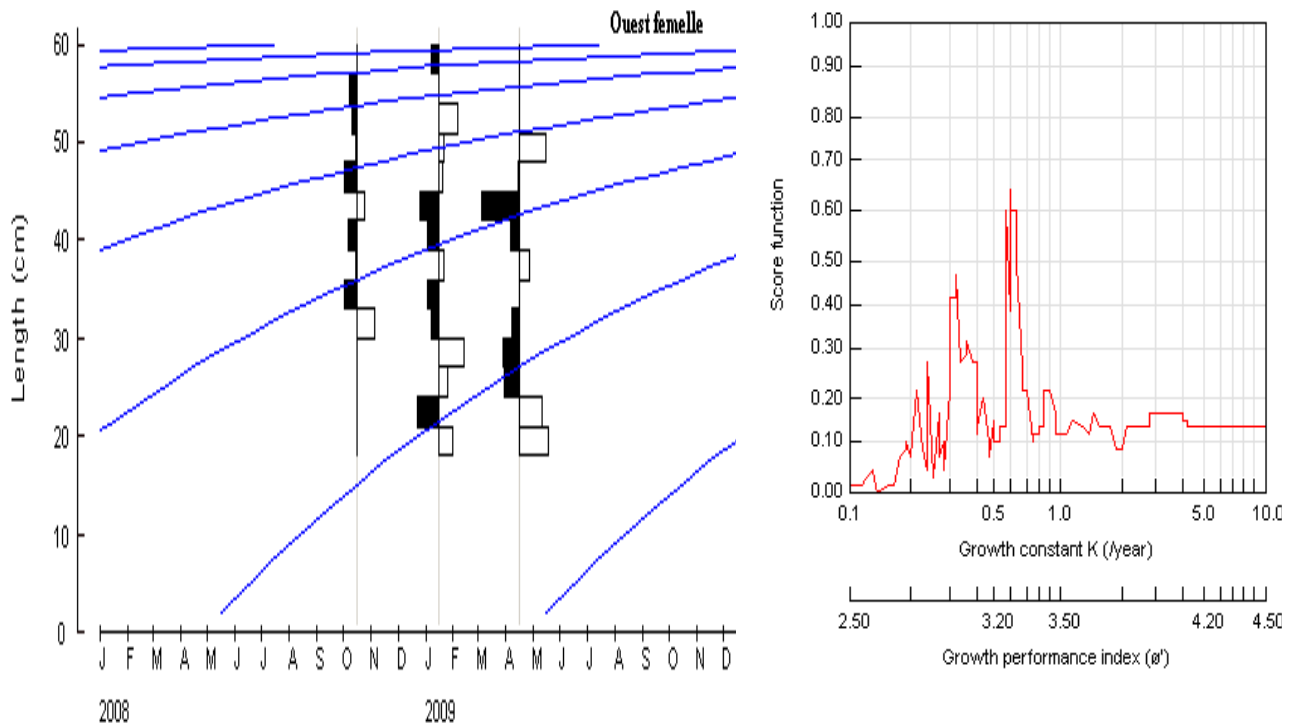 Ouest femelle
Length (cm)
60
50
40
30
20
10
0
J F M A M J J A S O N D J F M A M J J A S O N D
2008 2009
Score function
1.00
0.90
0.80
0.70
0.60
0.50
0.40
0.30
0.20
0.10
0.00
0.1 0.5 1.0 5.0 10.0
Growth constant K (/year)
2.50 3.20 3.50 4.20 4.50
Growth performance index (ø')